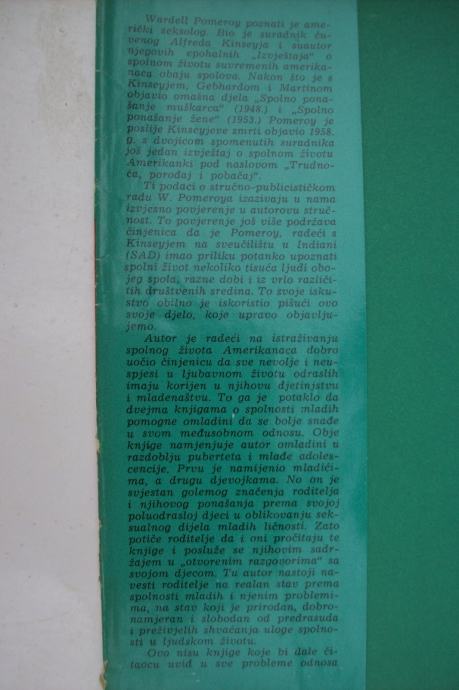 Wardell Pomeroy poznati je ame-
rički seksolog. Bio je suradnik ču-
venog Alfreda Kinseyja i suautor
njegovih epohalnih „Izvještaja" o
spolnom životu suvremenih amerika-
naca obaju spolova. Nakon što je s
Kinseyjem, Gebhardom i Martinom
objavio omašna djela „Spolno pona-
šanje muškarca" (1948.) i „Spolno
ponašanje žene" (1953.) Pomeroy je
poslije Kinseyjeve smrti objavio 1958.
g. s dvojicom spomenutih suradnika
još jedan izvještaj o spolnom životu
Amerikanki pod naslovom „Trudno-
ća, porođaj i pobačaj".
Ti podaci o stručno-publicističkom
radu W. Pomeroya izazivaju u nama
izvjesno povjerenje u autorovu struč-
nost. To povjerenje još više podržava
činjenica da je Pomeroy, radeći s
Kinseyjem na sveučilištu u Indiani
(SAD) imao priliku potanko upoznati
spolni život nekoliko tisuća ljudi obo-
jeg spola, razne dobi i iz vrlo različi-
tih društvenih sredina. To svoje isku-
stvo obilno je iskoristio pišući ovo
svoje djelo, koje upravo objavlju-
jemo.
Autor je radeći na istraživanju
spolnog života Amerikanaca dobro
uočio činjenicu da sve nevolje i neu-
spjesi u ljubavnom životu odraslih
imaju korijen u njihovu djetinjstvu
i mladenaštvu. To ga je potaklo da
dvejma knjigama o spolnosti mladih
pomogne omladini da se bolje snađe
u svom međusobnom odnosu. Obje
knjige namjenjuje autor omladini u
razdoblju puberteta i mlađe adoles-
cencije. Prvu je namijenio mladići-
ma, a drugu djevojkama. No on je
svjestan golemog značenja roditelja
i njihovog ponašanja prema svojoj
poluodrasloj djeci u oblikovanju sek-
sualnog dijela mladih ličnosti. Zato
potiče roditelje da i oni pročitaju te
knjige i posluže se njihovim sadr-
žajem u „otvorenim razgovorima" sa
svojom djecom. Tu autor nastoji na-
vesti roditelje na realan stav prema
spolnosti mladih i njenim problemi-
ma, na stav koji je prirodan, dobro-
namjeran i slobodan od predrasuda
i preživjelih shvaćanja uloge spolno-
sti u ljudskom životu.
Ovo nisu knjige koje bi dale či-
taocu uvid u sve probleme odnosa